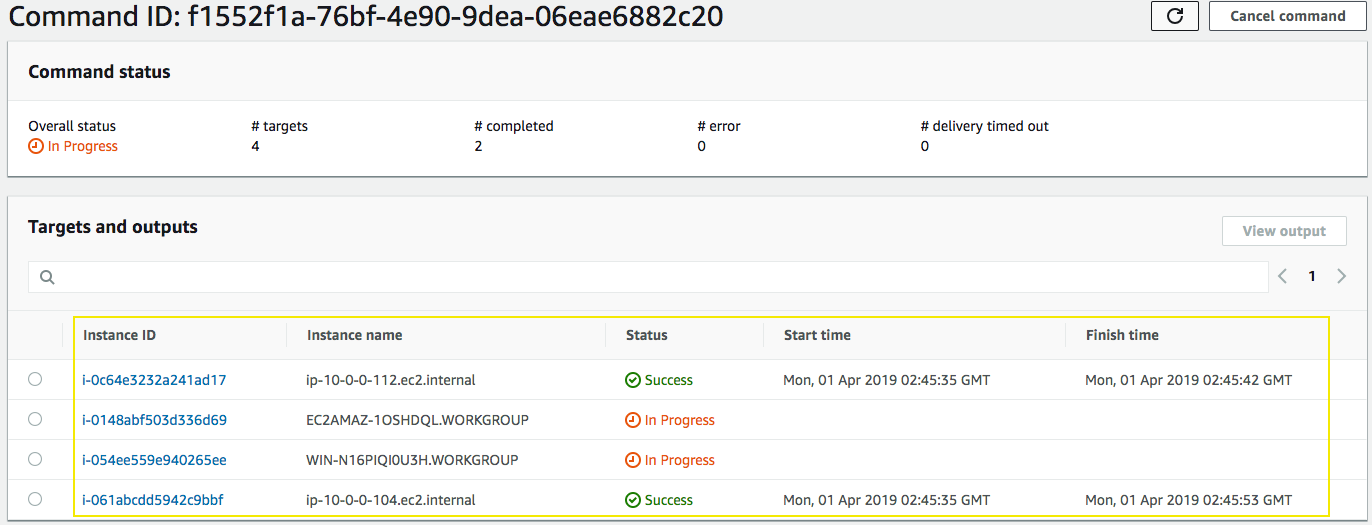 Command ID: f1552f1a-76bf-4e90-9dea-06eae6882c20 Cancel command
Command status
Overall status # targets # completed # error # delivery timed out
In Progress 4 2 0 0
Targets and outputs
View output
1
Instance ID Instance name Status Start time Finish time
i-0c64e3232a241ad17 ip-10-0-0-112.ec2.internal Success Mon, 01 Apr 2019 02:45:35 GMT Mon, 01 Apr 2019 02:45:42 GMT
i-0148abf503d336d69 EC2AMAZ-1OSHDQL.WORKGROUP In Progress
i-054ee559e940265ee WIN-N16PIQI0U3H.WORKGROUP In Progress
i-061abcdd5942c9bbf ip-10-0-0-104.ec2.internal Success Mon, 01 Apr 2019 02:45:35 GMT Mon, 01 Apr 2019 02:45:53 GMT